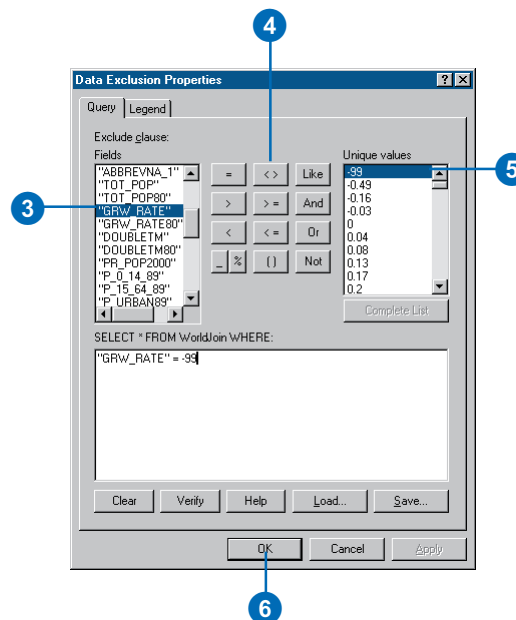 4
Data Exclusion Properties
Query Legend
Exclude clause:
Fields
Unique values
"ABBREVNA_1"
"TOT_POP"
"TOT_POP80"
"GRW_RATE"
"GRW_RATE80"
"DOUBLETM"
"DOUBLETM80"
"PR_POP2000"
"P_0_14_89"
"P_15_64_89"
"P_URBAN89"
= <> Like
> >= And
< <= Or
_ % () Not
-99
-0.49
-0.16
-0.03
0
0.04
0.08
0.13
0.17
0.2
Complete List
3
5
SELECT * FROM WorldJoin WHERE:
"GRW_RATE" = -99
Clear Verify Help Load... Save...
OK Cancel Apply
6